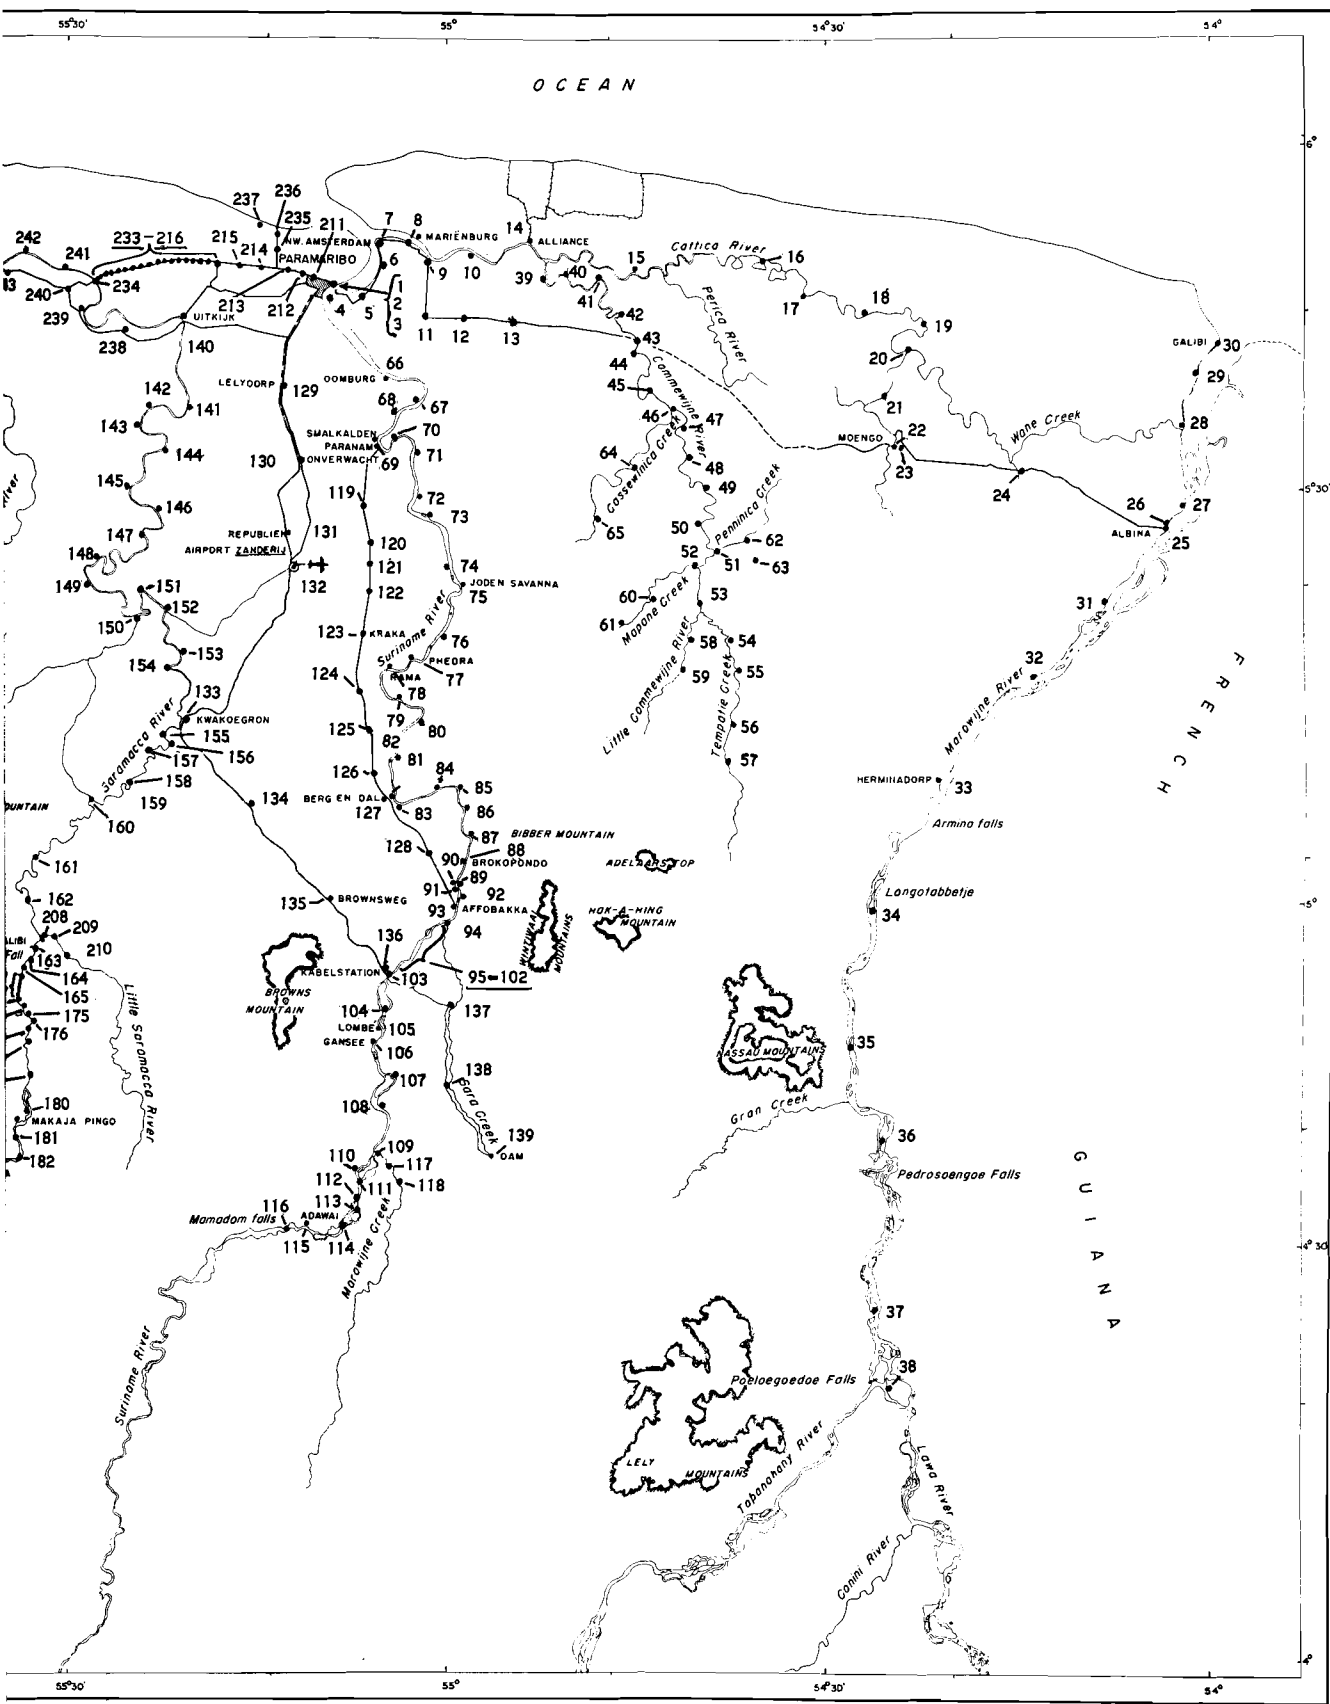 55°30' 55° 54°30' 54°
OCEAN
6°
236
237
235 211 7 8
242 233-216 215 NW. AMSTERDAM MARIËNBURG 14 ALLIANCE
241 214 PARAMARIBO
Cattica River 16
13 234 6 9 10 39 40 15
240 213 212 1 2 3 4 5 41 17 18
239 UITKIJK 42 Perica River 19
238 140 11 12 13 43
66 44 20 GALIBI 30
LELYDORP 129 DOMBURG 45 Commewijne River 29
142 141 68 67 46 47 21
143 SMALKALDEN 70 Wane Creek 28
PARANAM MOENGO 22
144 130 ONVERWACHT 69 71 64 Cassewinica Creek 48 23
145 49 24
146 119 72 65 50 Penninica Creek 26 27
147 REPUBLIEK 131 73 62 ALBINA
148 AIRPORT ZANDERIJ 120 52 51 63 25
149 132 121 74 JODEN SAVANNA
151 122 75 60 53 31
152 61 Mapane Creek
150 123 KRAKA Suriname River 76 58 54
153 PHEDRA 77
154 124 RAMA 78 59 55 32
133 KWAKOEGRON 79 Little Commewijne River
155 125 80 56
156 82 81 Tempatie Creek 57 Marowijne River
157 Saramacca River
158 126 84 85 HERMINADORP 33
159 134 BERG EN DAL 127 83 86
160 87 BIBBER MOUNTAIN Armina falls
128 88
161 90 BROKOPONDO ADELAARS TOP
89 Langatabbetje
162 135 BROWNSWEG 91 92 5°
93 AFFOBAKKA HOK-A-HING MOUNTAIN 34
208 209 94 WINTIWAAI MOUNTAINS
136
210
163 KABELSTATION 103 95-102
164
165 BROWNS MOUNTAIN 104 137
175 LOMBÉ 105
176 GANSEE 106 NASSAU MOUNTAINS 35
107 138
Little Saramacca River
180 108 Sara Creek Gran Creek
MAKAJA PINGO 139 36
181 109 DAM
182 110 117 Pedrosoengoe Falls
112 111 118
113
116 ADAWAI
Mamadam falls 115 114 4°30'
Marowijne Creek
37
Suriname River
38
Poeloegoedoe Falls
LELY MOUNTAINS
Tapanahany River
Lawa River
Gonini River
FRENCH
GUIANA
4°
55°30' 55° 54°30' 54°